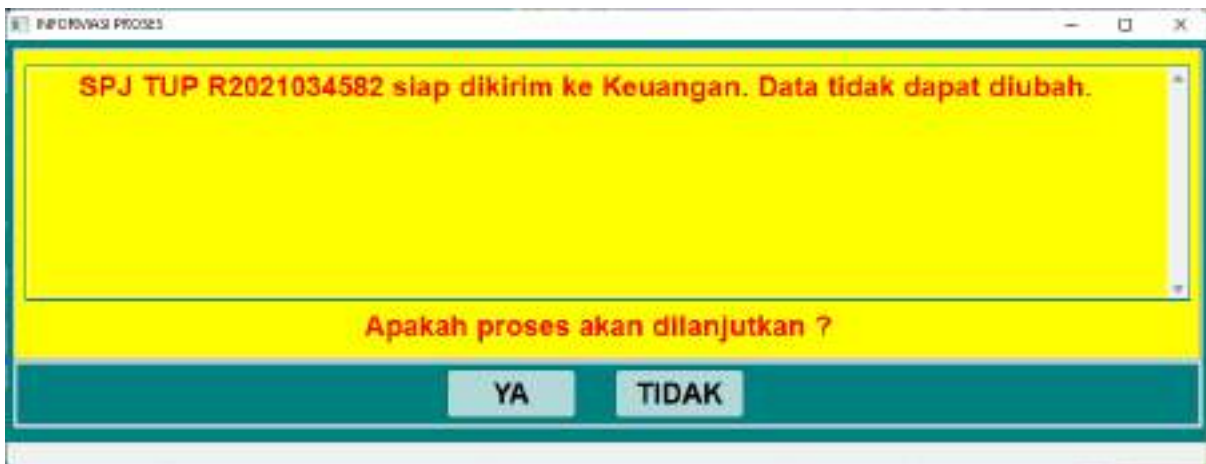 INFORMASI PROSES
SPJ TUP R2021034582 siap dikirim ke Keuangan. Data tidak dapat diubah.
Apakah proses akan dilanjutkan ?
YA
TIDAK